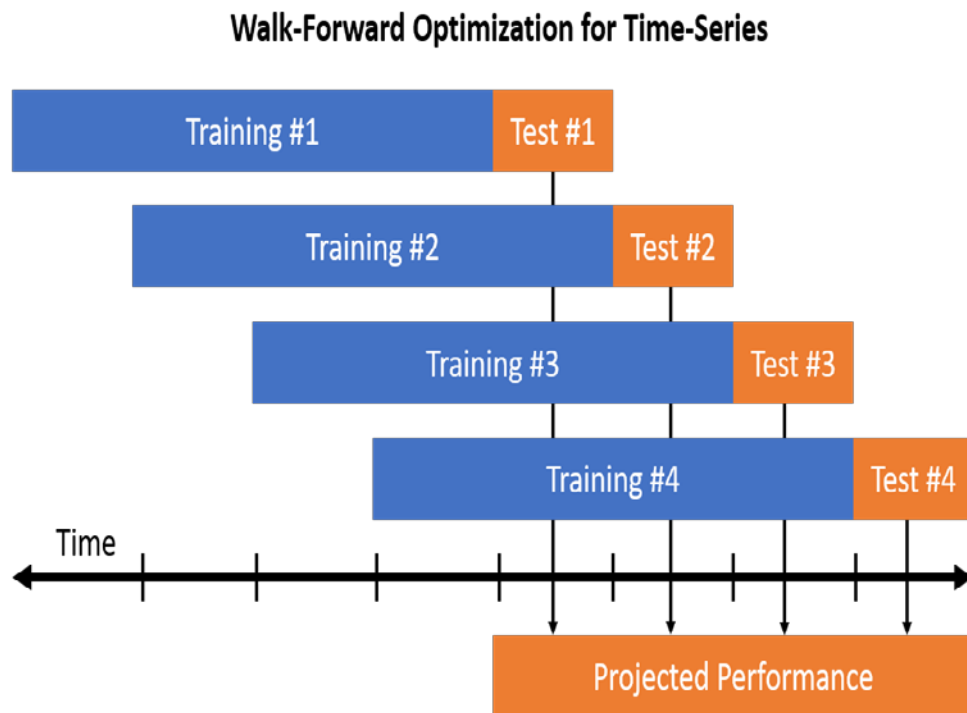 Walk-Forward Optimization for Time-Series
Training #1
Test #1
Training #2
Test #2
Training #3
Test #3
Training #4
Test #4
Time
Projected Performance